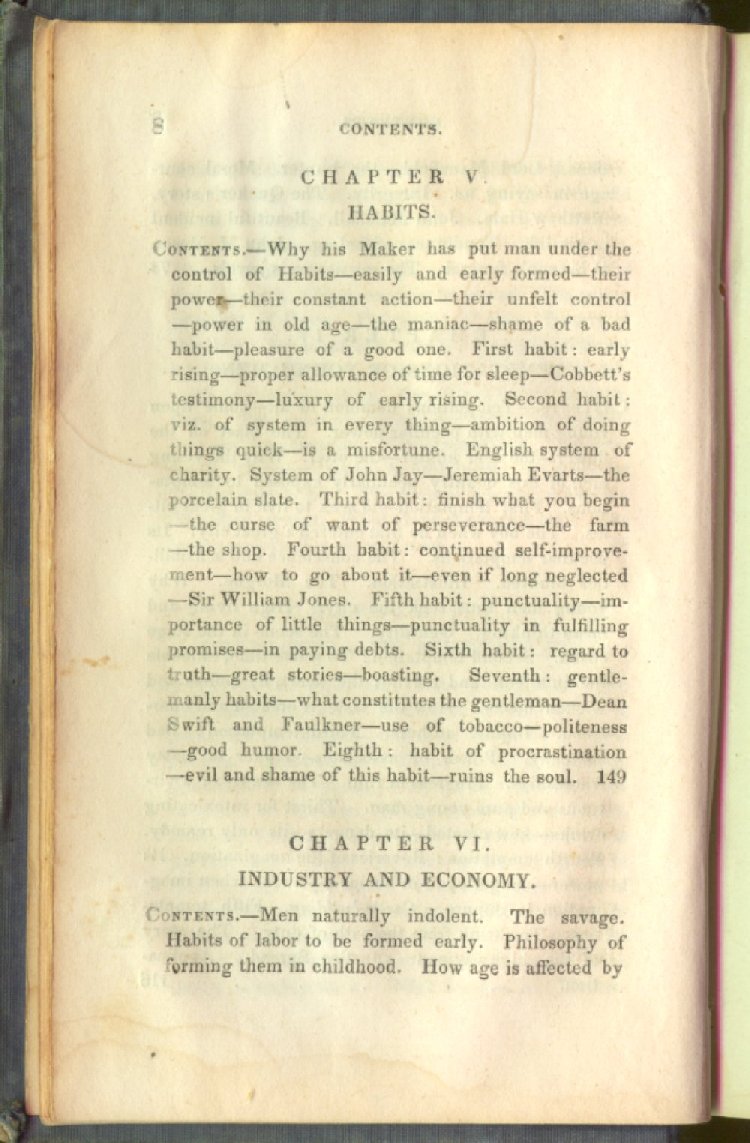 8 CONTENTS.
CHAPTER V.
HABITS.
CONTENTS.—Why his Maker has put man under the
control of Habits—easily and early formed—their
power—their constant action—their unfelt control
—power in old age—the maniac—shame of a bad
habit—pleasure of a good one. First habit: early
rising—proper allowance of time for sleep—Cobbett's
testimony—luxury of early rising. Second habit:
viz. of system in every thing—ambition of doing
things quick—is a misfortune. English system of
charity. System of John Jay—Jeremiah Evarts—the
porcelain slate. Third habit: finish what you begin
—the curse of want of perseverance—the farm
—the shop. Fourth habit: continued self-improve-
ment—how to go about it—even if long neglected
—Sir William Jones. Fifth habit: punctuality—im-
portance of little things—punctuality in fulfilling
promises—in paying debts. Sixth habit: regard to
truth—great stories—boasting. Seventh: gentle-
manly habits—what constitutes the gentleman—Dean
Swift and Faulkner—use of tobacco—politeness
—good humor. Eighth: habit of procrastination
—evil and shame of this habit—ruins the soul. 149
CHAPTER VI.
INDUSTRY AND ECONOMY.
CONTENTS.—Men naturally indolent. The savage.
Habits of labor to be formed early. Philosophy of
forming them in childhood. How age is affected by